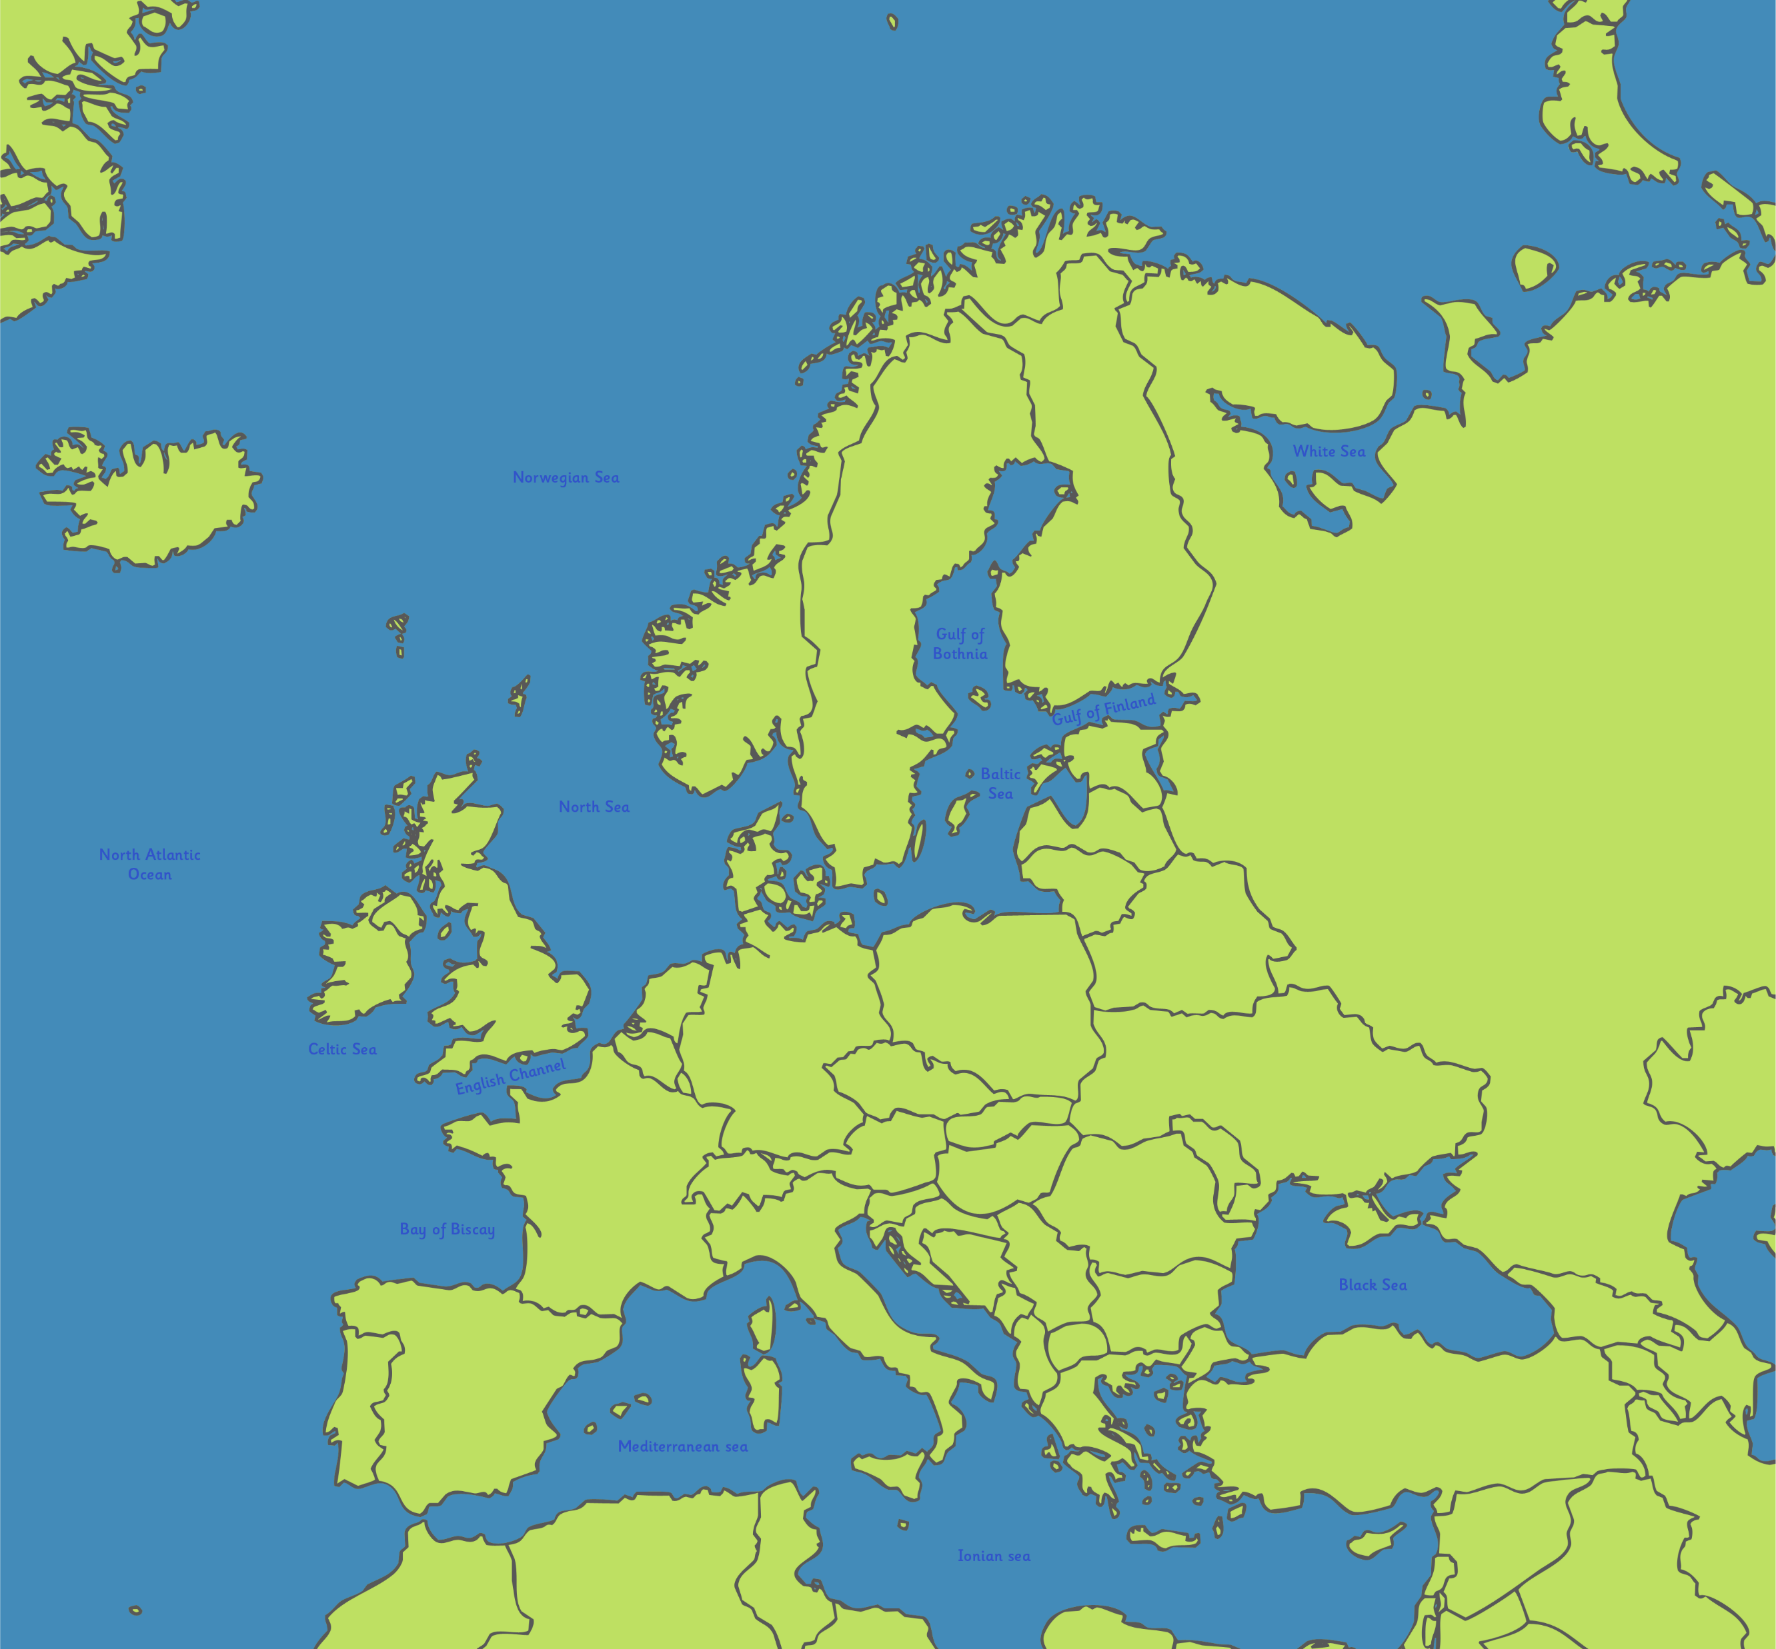 White Sea
Norwegian Sea
Gulf of
Bothnia
Gulf of Finland
Baltic
Sea
North Sea
North Atlantic
Ocean
Celtic Sea
English Channel
Bay of Biscay
Black Sea
Mediterranean sea
Ionian sea